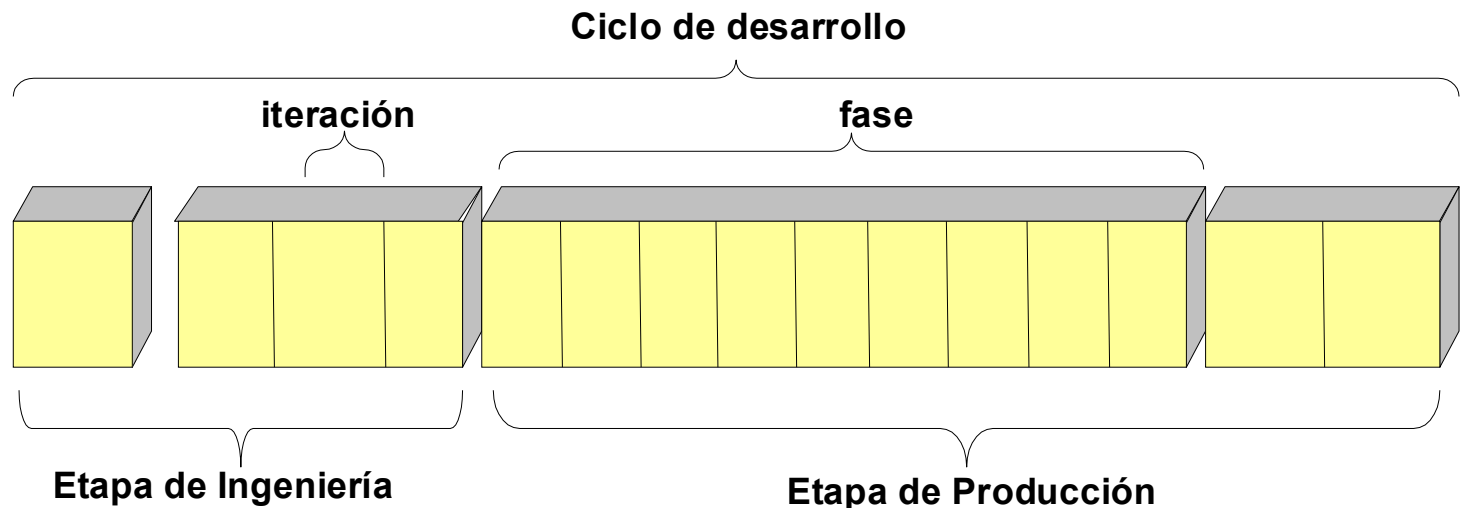 Ciclo de desarrollo
iteración
fase
Etapa de Ingeniería
Etapa de Producción